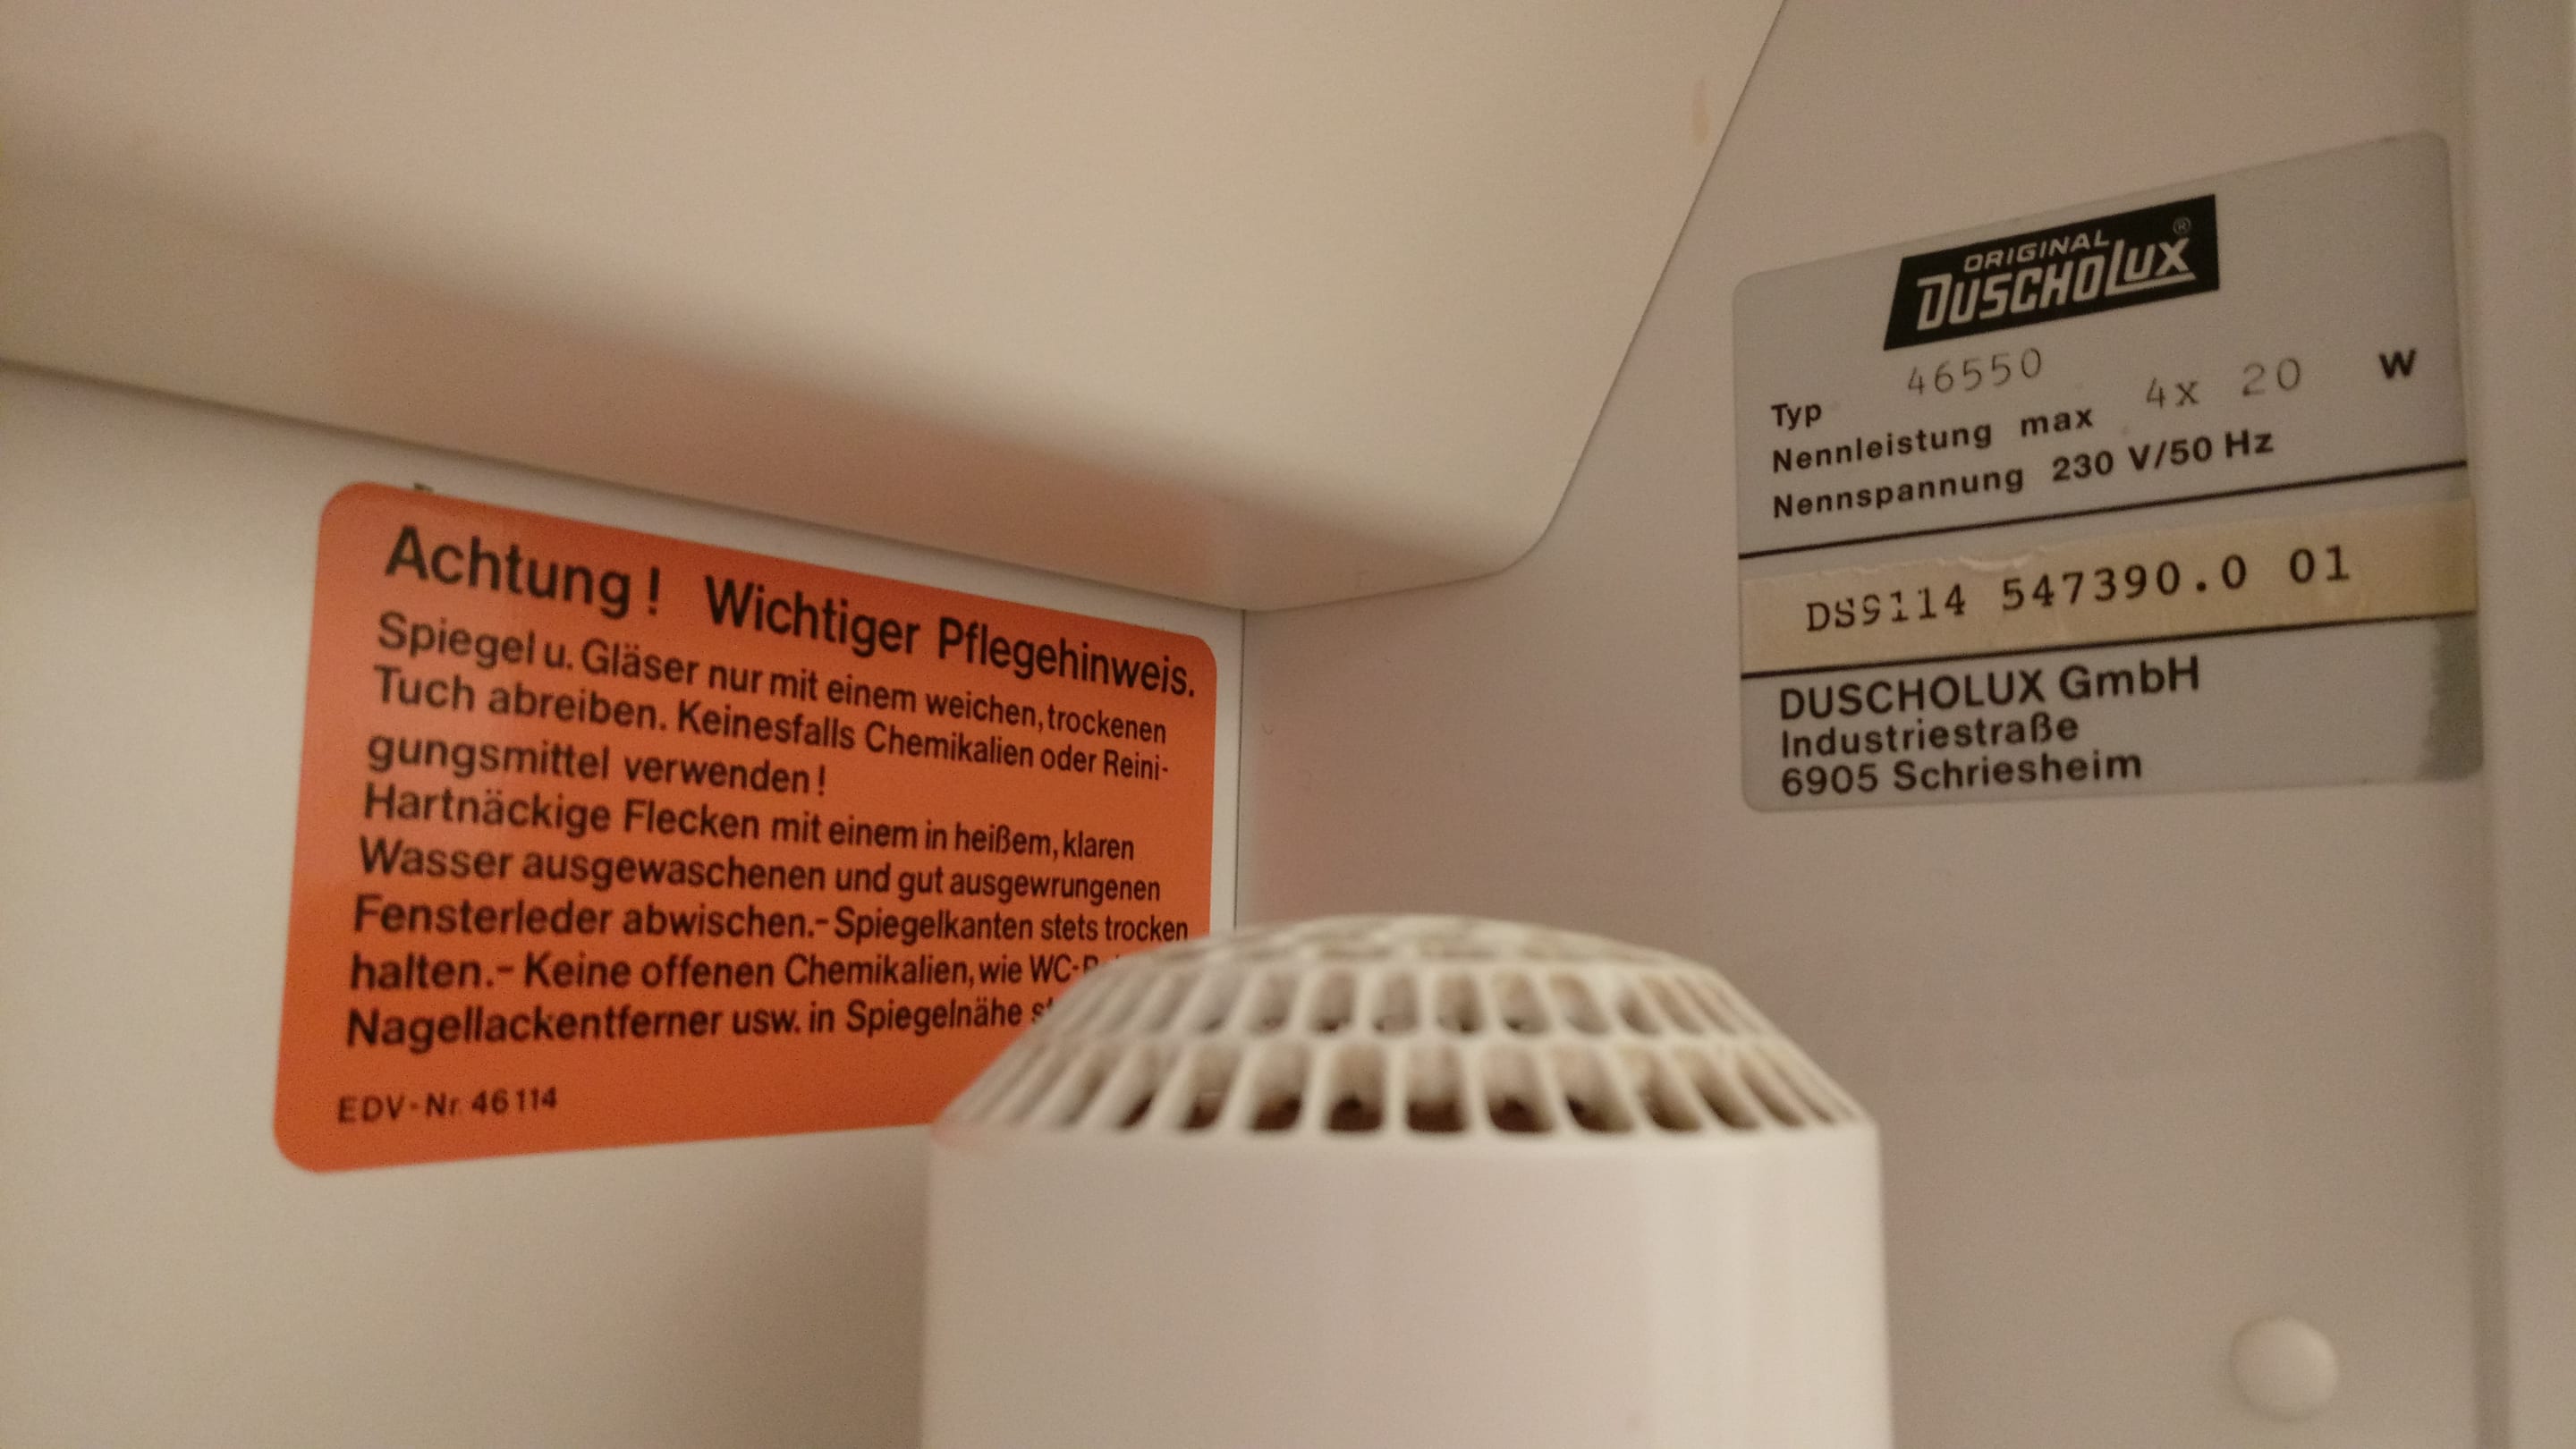 Achtung! Wichtiger Pflegehinweis.
Spiegel u. Gläser nur mit einem weichen, trockenen
Tuch abreiben. Keinesfalls Chemikalien oder Reini-
gungsmittel verwenden!
Hartnäckige Flecken mit einem in heißem, klaren
Wasser ausgewaschenen und gut ausgewrungenen
Fensterleder abwischen.- Spiegelkanten stets trocken
halten.- Keine offenen Chemikalien, wie
Nagellackentferner usw. in Spiegelnähe
EDV-Nr. 46114
ORIGINAL
DUSCHOLUX ®
Typ 46550
Nennleistung max 4x 20 W
Nennspannung 230 V/50 Hz
DS9114 547390.0 01
DUSCHOLUX GmbH
Industriestraße
6905 Schriesheim